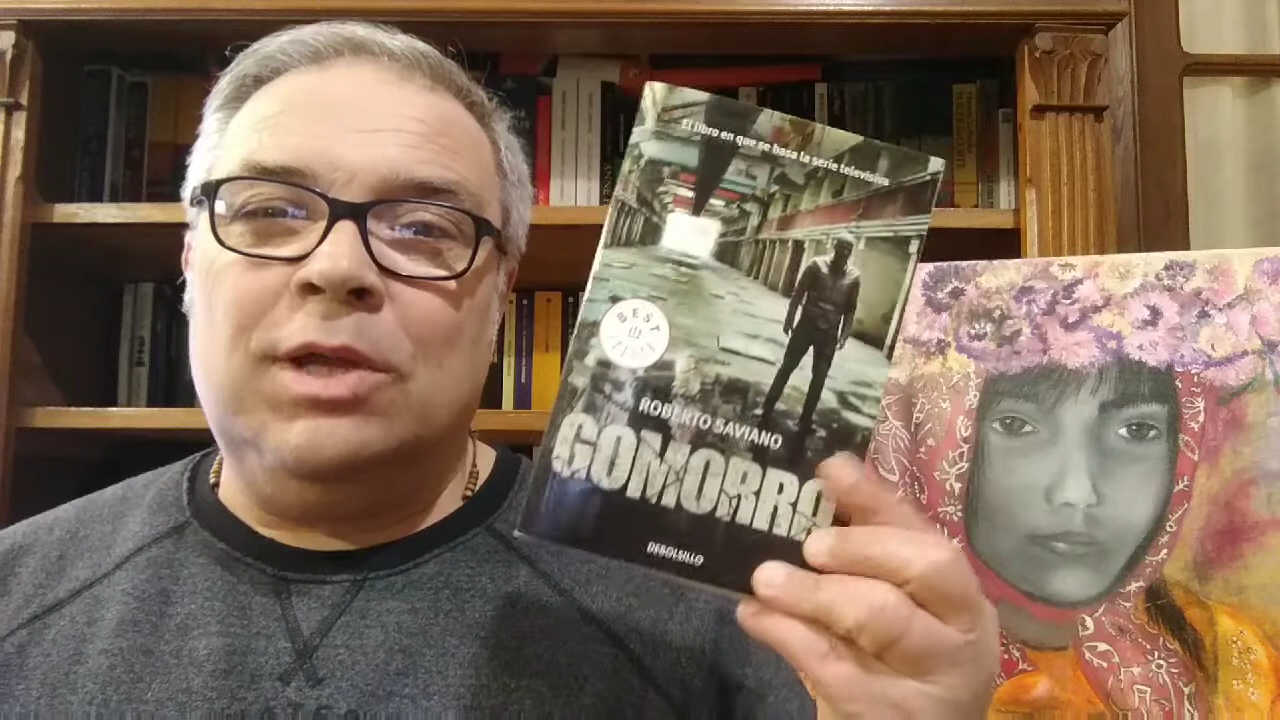 El libro en que se basa la serie televisiva
BEST
SELLER
ROBERTO SAVIANO
GOMORRA
DEBOLSILLO